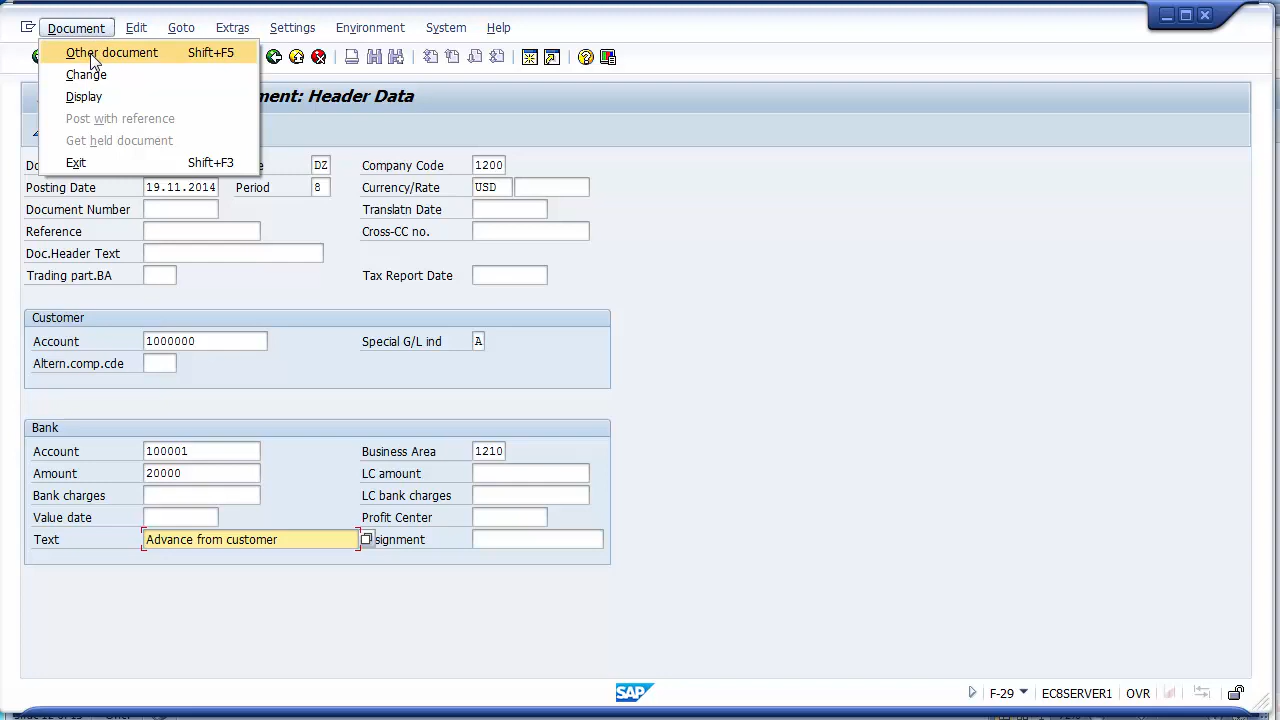 Document Edit Goto Extras Settings Environment System Help
Other document Shift+F5
Change
Display
Post with reference
Get held document
Exit Shift+F3
ment: Header Data
DZ Company Code 1200
Posting Date 19.11.2014 Period 8 Currency/Rate USD
Document Number Translatn Date
Reference Cross-CC no.
Doc.Header Text
Trading part.BA Tax Report Date
Customer
Account 1000000 Special G/L ind A
Altern.comp.cde
Bank
Account 100001 Business Area 1210
Amount 20000 LC amount
Bank charges LC bank charges
Value date Profit Center
Text Advance from customer signment
SAP F-29 EC8SERVER1 OVR